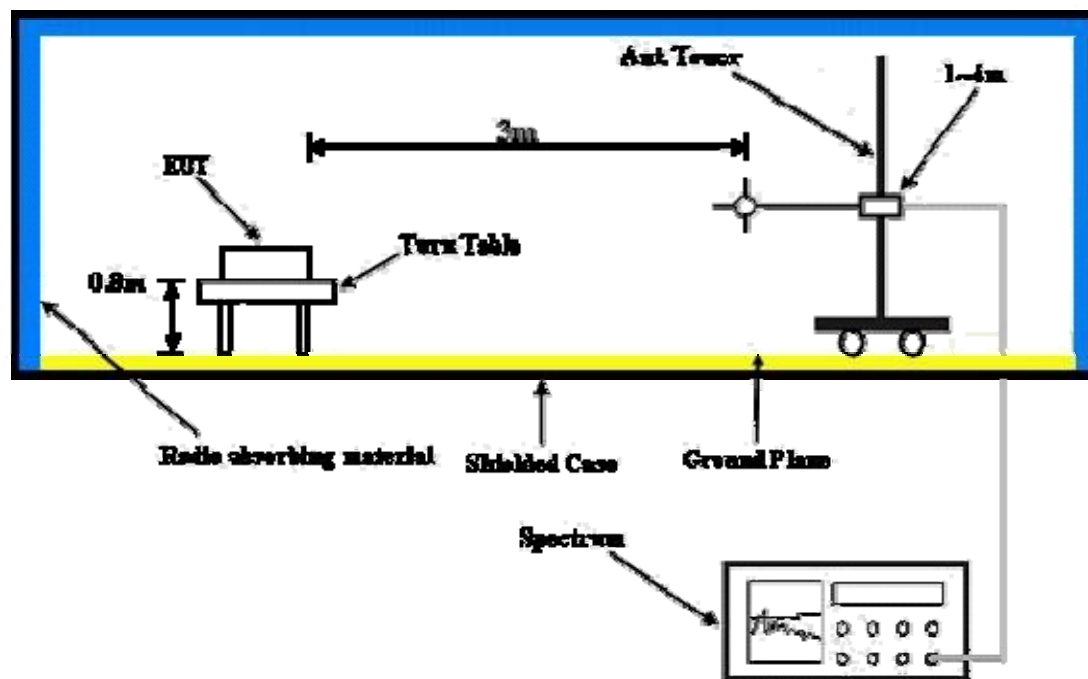 Ant Tower
1-4m
3m
EUT
Turn Table
0.8m
Radio absorbing material
Shielded Case
Ground Plane
Spectrum